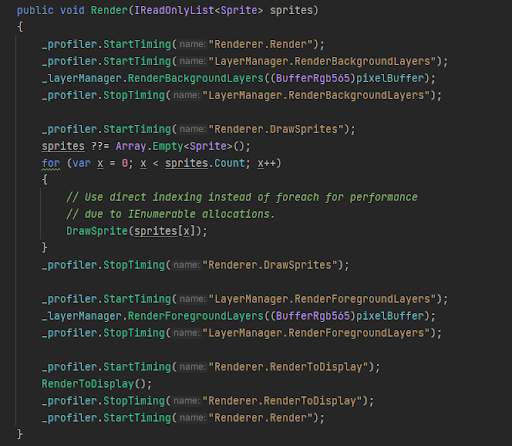 public void Render(IReadOnlyList<Sprite> sprites)
{
_profiler.StartTiming(name: "Renderer.Render");
_profiler.StartTiming(name: "LayerManager.RenderBackgroundLayers");
_layerManager.RenderBackgroundLayers((BufferRgb565)pixelBuffer);
_profiler.StopTiming(name: "LayerManager.RenderBackgroundLayers");
_profiler.StartTiming(name: "Renderer.DrawSprites");
sprites ??= Array.Empty<Sprite>();
for (var x = 0; x < sprites.Count; x++)
{
// Use direct indexing instead of foreach for performance
// due to IEnumerable allocations.
DrawSprite(sprites[x]);
}
_profiler.StopTiming(name: "Renderer.DrawSprites");
_profiler.StartTiming(name: "LayerManager.RenderForegroundLayers");
_layerManager.RenderForegroundLayers((BufferRgb565)pixelBuffer);
_profiler.StopTiming(name: "LayerManager.RenderForegroundLayers");
_profiler.StartTiming(name: "Renderer.RenderToDisplay");
RenderToDisplay();
_profiler.StopTiming(name: "Renderer.RenderToDisplay");
_profiler.StartTiming(name: "Renderer.Render");
}